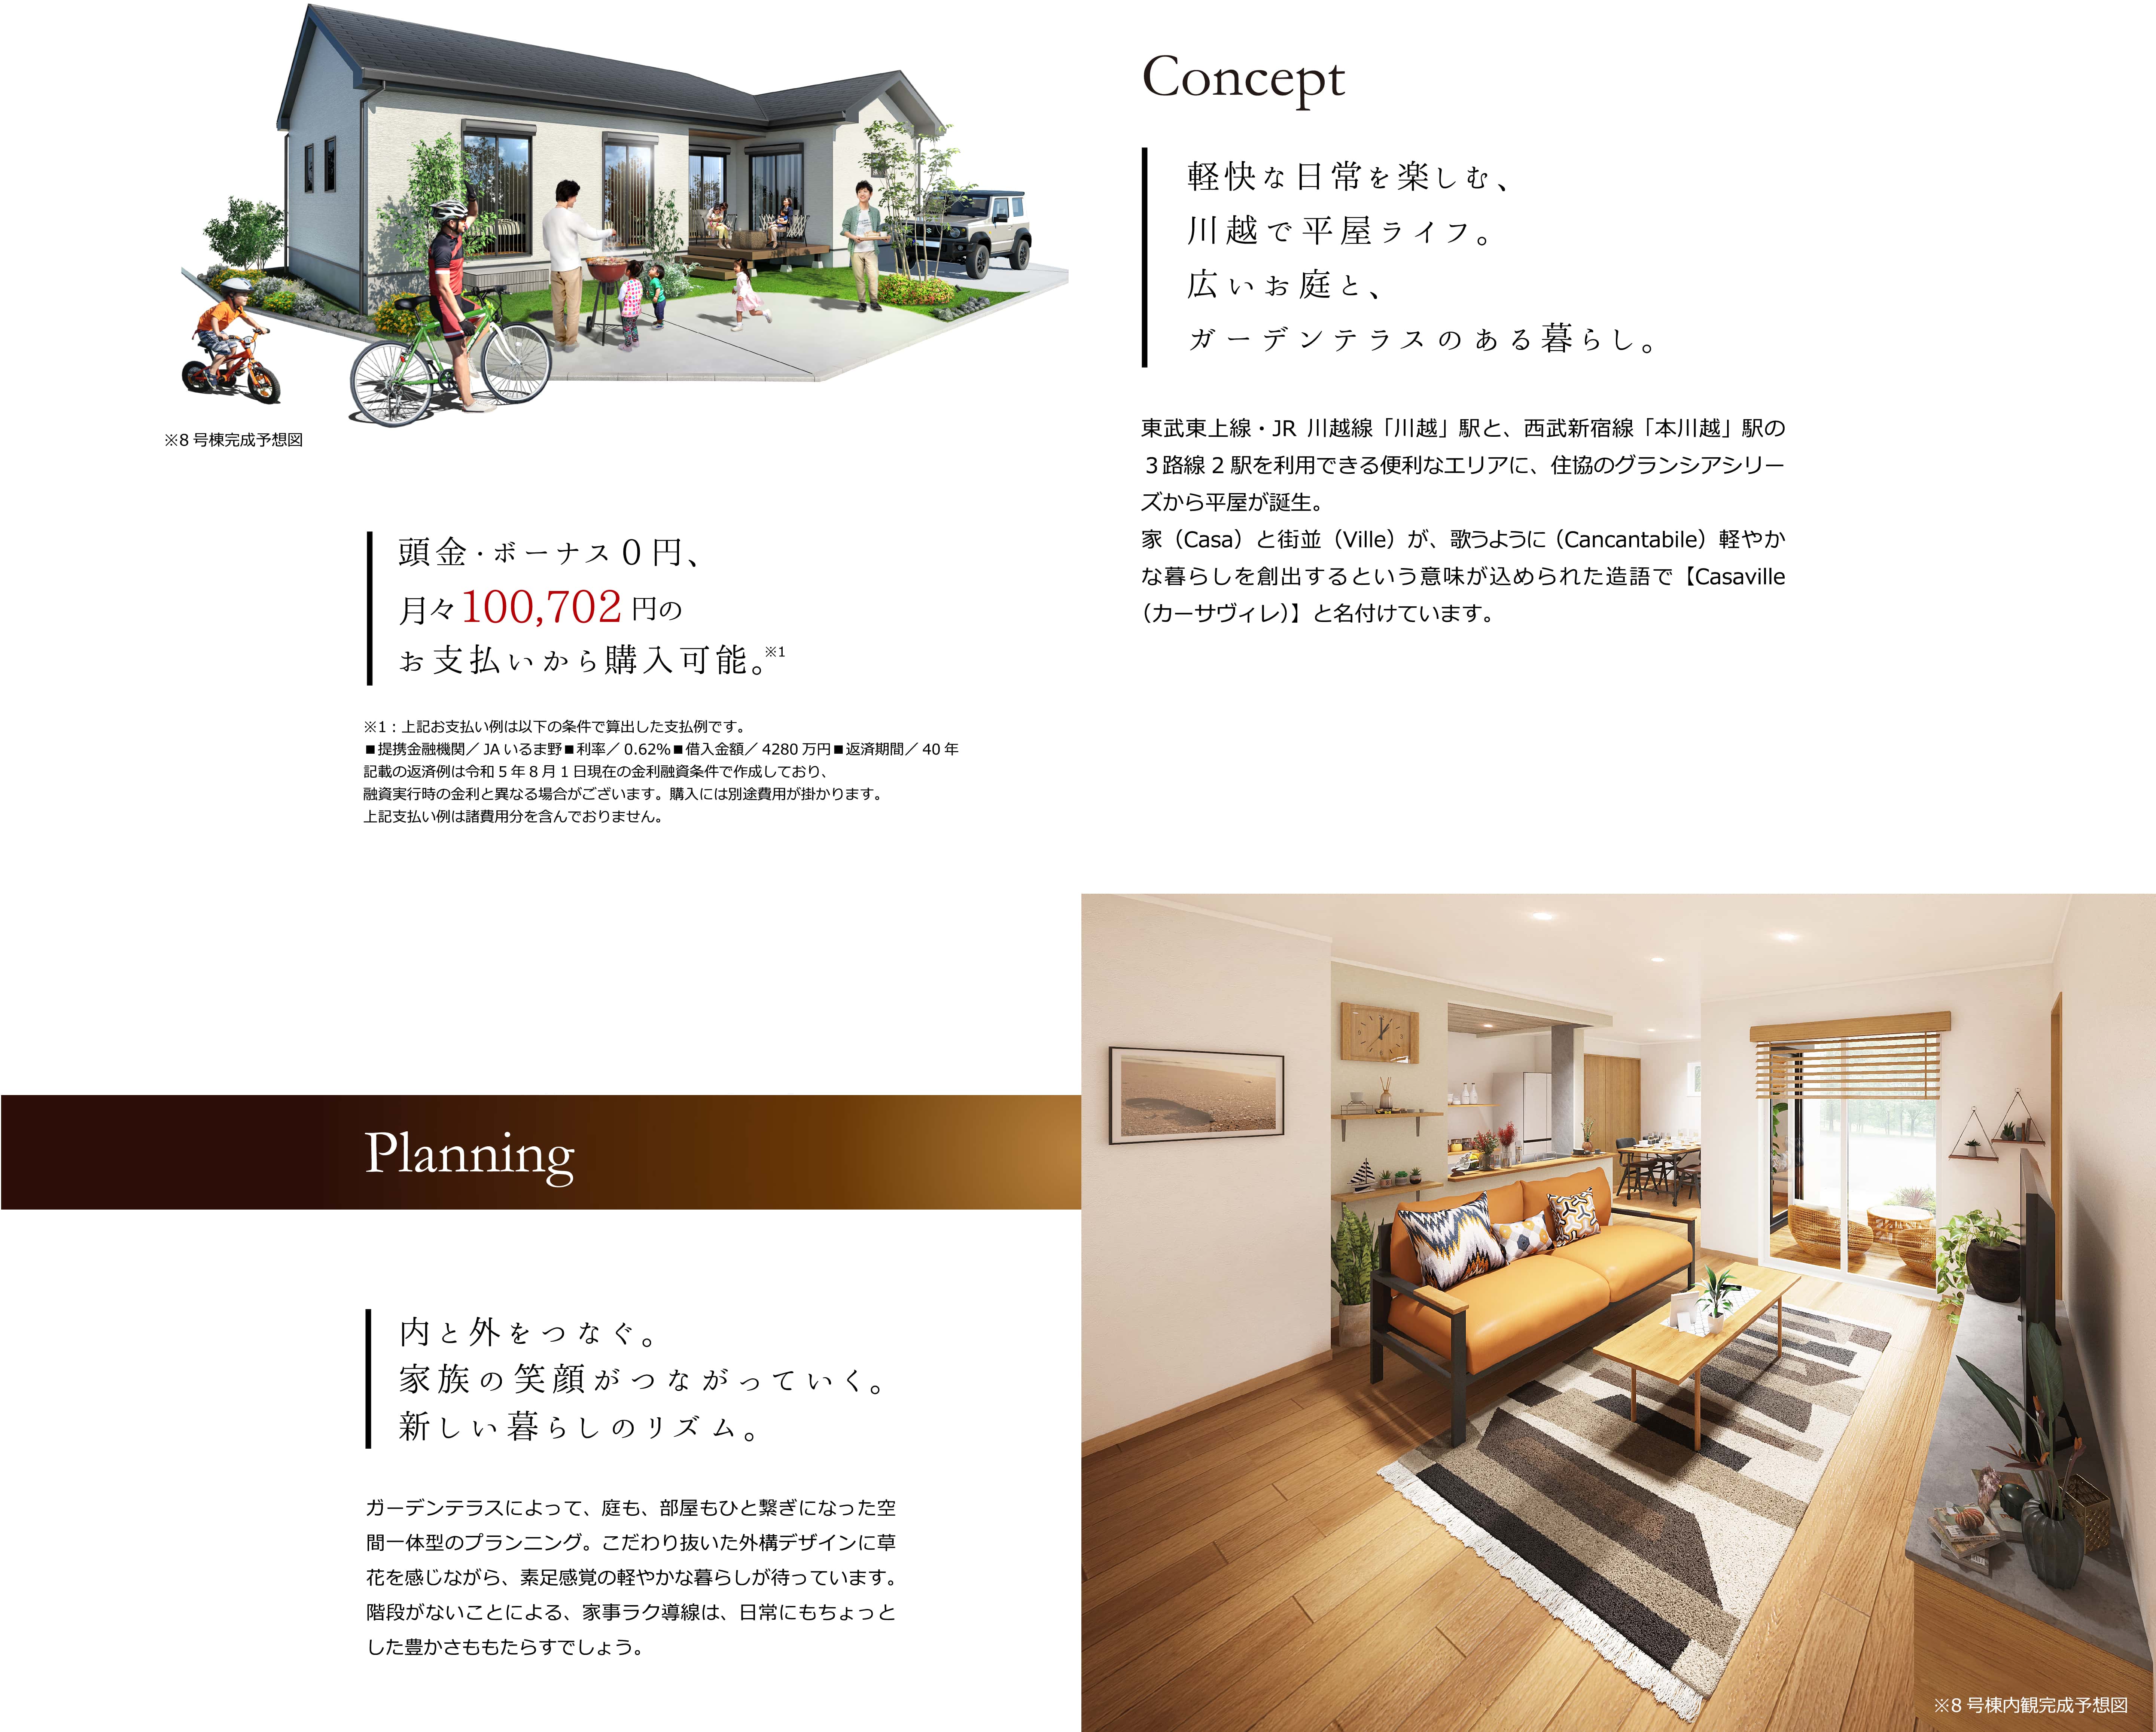 Concept
軽快な日常を楽しむ、
川越で平屋ライフ。
広いお庭と、
ガーデンテラスのある暮らし。
東武東上線・JR 川越線「川越」駅と、西武新宿線「本川越」駅の
３路線 2 駅を利用できる便利なエリアに、住協のグランシアシリー
ズから平屋が誕生。
家（Casa）と街並（Ville）が、歌うように（Cancantabile）軽やか
な暮らしを創出するという意味が込められた造語で【Casaville
（カーサヴィレ）】と名付けています。
※8 号棟完成予想図
頭金・ボーナス０円、
月々100,702 円の
お支払いから購入可能。※1
※1：上記お支払い例は以下の条件で算出した支払例です。
■提携金融機関／ JA いるま野■利率／ 0.62%■借入金額／ 4280 万円■返済期間／ 40 年
記載の返済例は令和 5 年 8 月 1 日現在の金利融資条件で作成しており、
融資実行時の金利と異なる場合がございます。購入には別途費用が掛かります。
上記支払い例は諸費用分を含んでおりません。
Planning
内と外をつなぐ。
家族の笑顔がつながっていく。
新しい暮らしのリズム。
ガーデンテラスによって、庭も、部屋もひと繋ぎになった空
間一体型のプランニング。こだわり抜いた外構デザインに草
花を感じながら、素足感覚の軽やかな暮らしが待っています。
階段がないことによる、家事ラク導線は、日常にもちょっと
した豊かさももたらすでしょう。
※8 号棟内観完成予想図